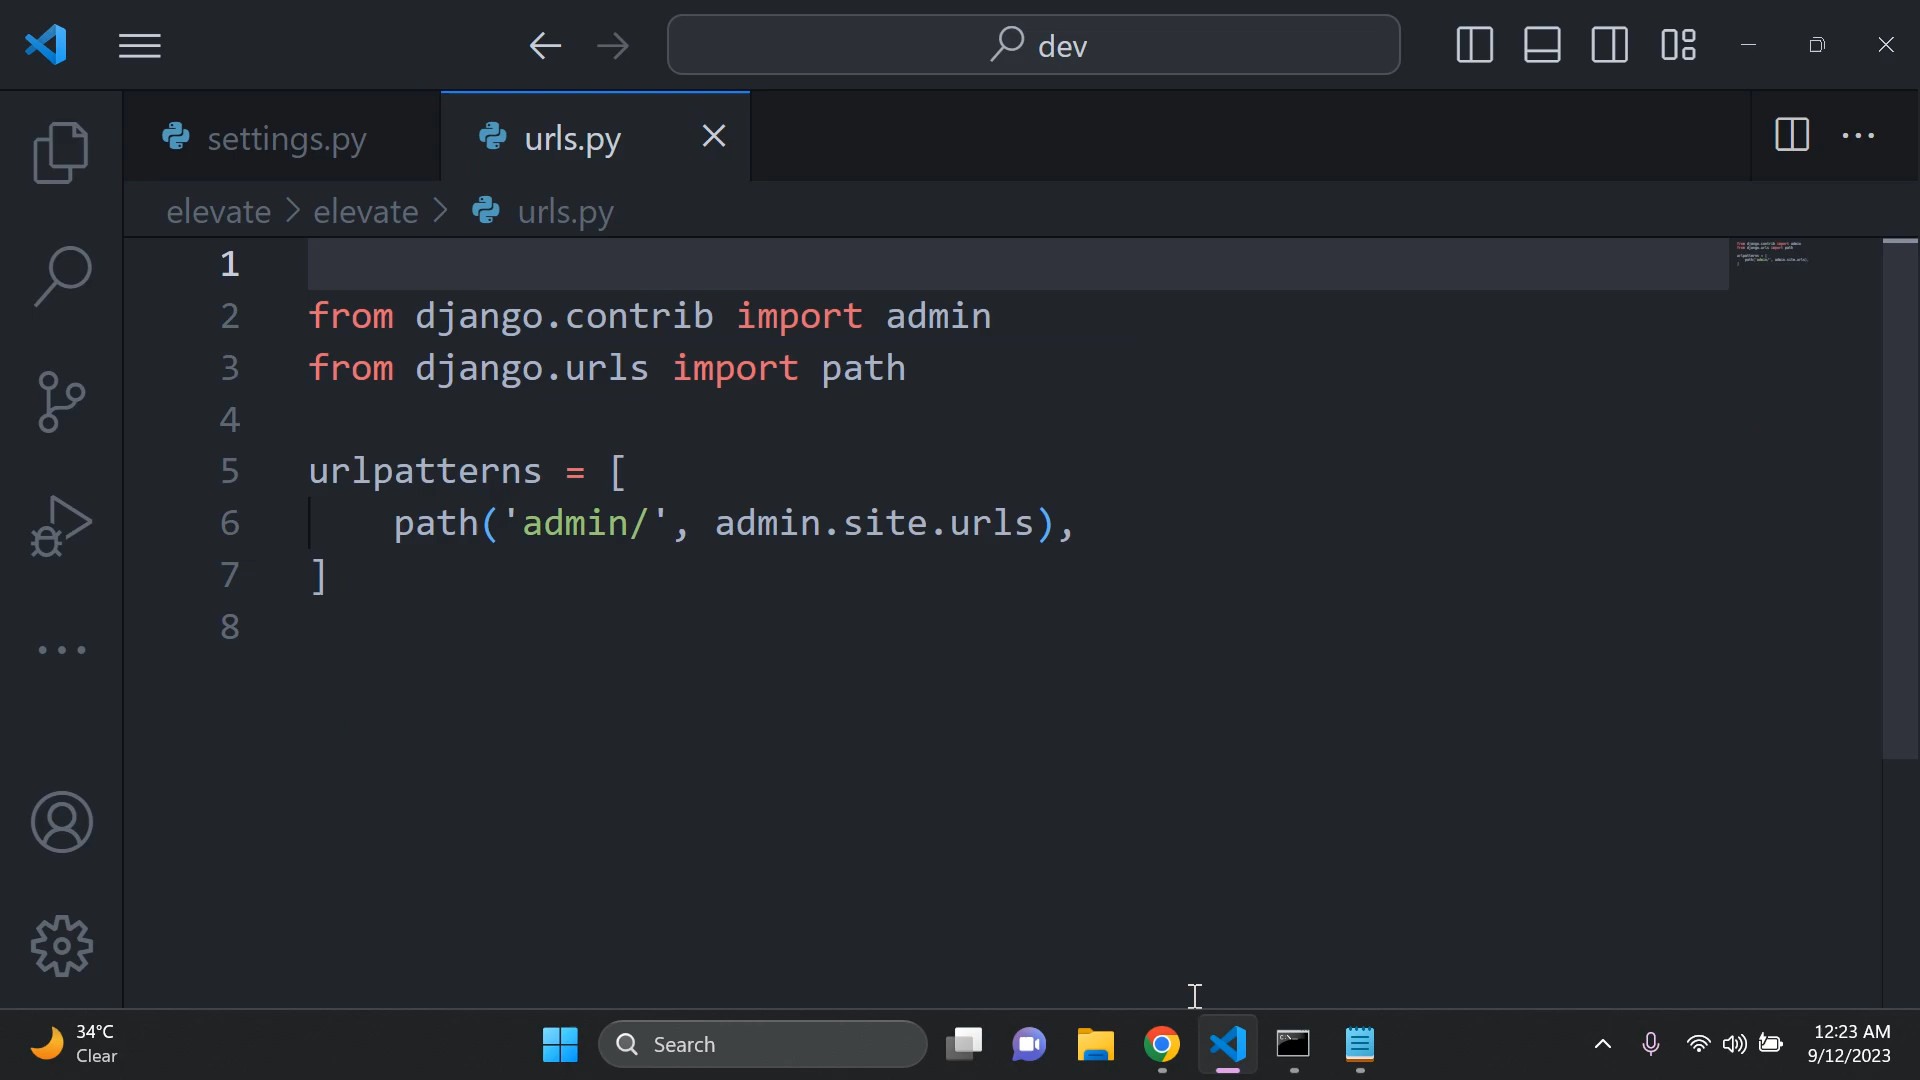 dev
settings.py
urls.py
elevate > elevate > urls.py
1
2 from django.contrib import admin
3 from django.urls import path
4
5 urlpatterns = [
6     path('admin/', admin.site.urls),
7 ]
8
34°C
Clear
Search
12:23 AM
9/12/2023